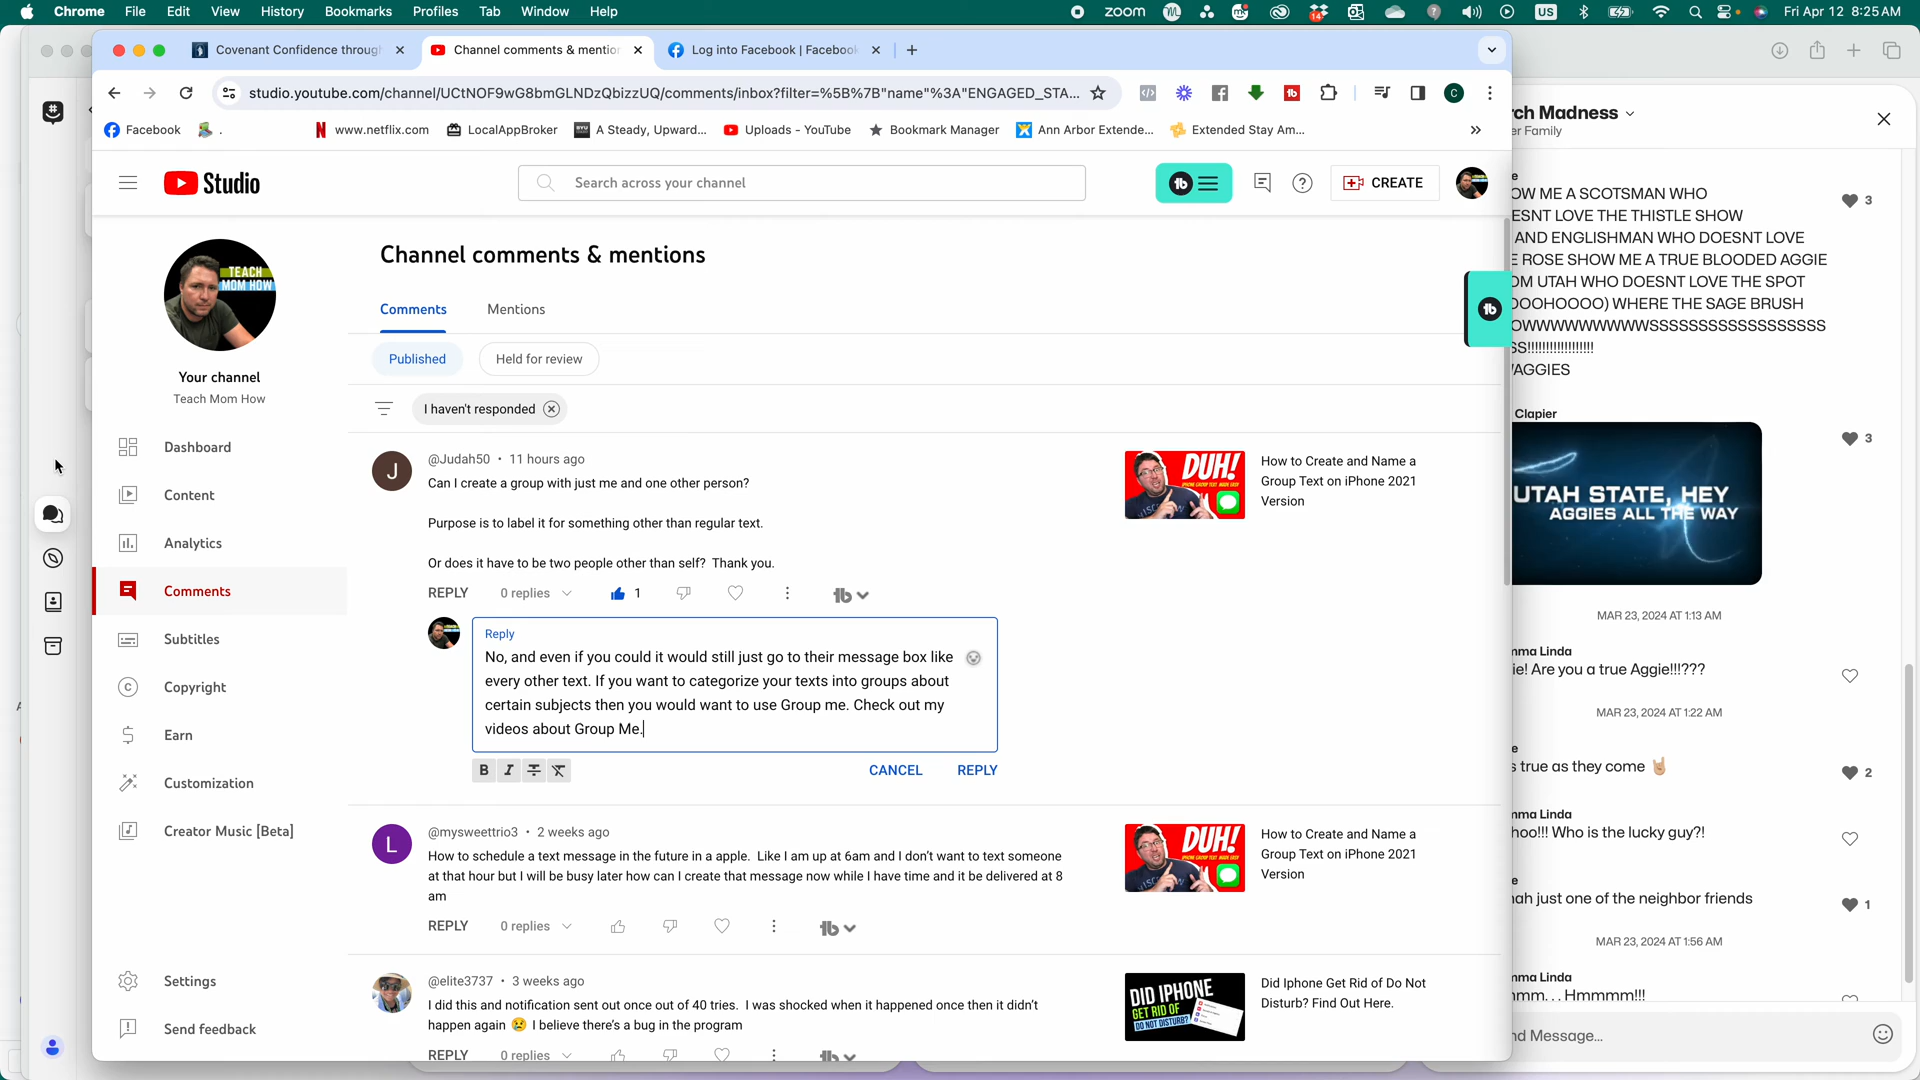 Chrome File Edit View History Bookmarks Profiles Tab Window Help
zoom 14 US Fri Apr 12 8:25 AM
Covenant Confidence throug
Channel comments & mentio
Log into Facebook | Facebook
studio.youtube.com/channel/UCtNOF9wG8bmGLNDzQbizzUQ/comments/inbox?filter=%5B%7B"name"%3A"ENGAGED_STA...
Facebook
.
www.netflix.com
LocalAppBroker
A Steady, Upward...
Uploads - YouTube
Bookmark Manager
Ann Arbor Extende...
Extended Stay Am...
Studio
Search across your channel
CREATE
TEACH
MOM HOW
Your channel
Teach Mom How
Dashboard
Content
Analytics
Comments
Subtitles
Copyright
Earn
Customization
Creator Music [Beta]
Settings
Send feedback
Channel comments & mentions
Comments Mentions
Published Held for review
I haven't responded
J
@Judah50 • 11 hours ago
Can I create a group with just me and one other person?
Purpose is to label it for something other than regular text.
Or does it have to be two people other than self? Thank you.
REPLY 0 replies 1
DUH!
How to Create and Name a
Group Text on iPhone 2021
Version
Reply
No, and even if you could it would still just go to their message box like
every other text. If you want to categorize your texts into groups about
certain subjects then you would want to use Group me. Check out my
videos about Group Me.
B I
CANCEL REPLY
L
@mysweettrio3 • 2 weeks ago
How to schedule a text message in the future in a apple. Like I am up at 6am and I don't want to text someone
at that hour but I will be busy later how can I create that message now while I have time and it be delivered at 8
am
REPLY 0 replies
DUH!
How to Create and Name a
Group Text on iPhone 2021
Version
@elite3737 • 3 weeks ago
I did this and notification sent out once out of 40 tries. I was shocked when it happened once then it didn't
happen again I believe there's a bug in the program
REPLY 0 replies
DID IPHONE
GET RID OF
DO NOT DISTURB?
Did Iphone Get Rid of Do Not
Disturb? Find Out Here.
rch Madness
er Family
e
OW ME A SCOTSMAN WHO
ESNT LOVE THE THISTLE SHOW
AND ENGLISHMAN WHO DOESNT LOVE
E ROSE SHOW ME A TRUE BLOODED AGGIE
OM UTAH WHO DOESNT LOVE THE SPOT
OOOHOOOO) WHERE THE SAGE BRUSH
OWWWWWWWWWSSSSSSSSSSSSSSSSSS
SS!!!!!!!!!!!!!!!!!
AGGIES
3
Clapier
UTAH STATE, HEY
AGGIES ALL THE WAY
3
MAR 23, 2024 AT 1:13 AM
mma Linda
ie! Are you a true Aggie!!!???
MAR 23, 2024 AT 1:22 AM
e
s true as they come
2
mma Linda
hoo!!! Who is the lucky guy?!
e
ah just one of the neighbor friends
1
MAR 23, 2024 AT 1:56 AM
mma Linda
mm... Hmmmm!!!
nd Message...